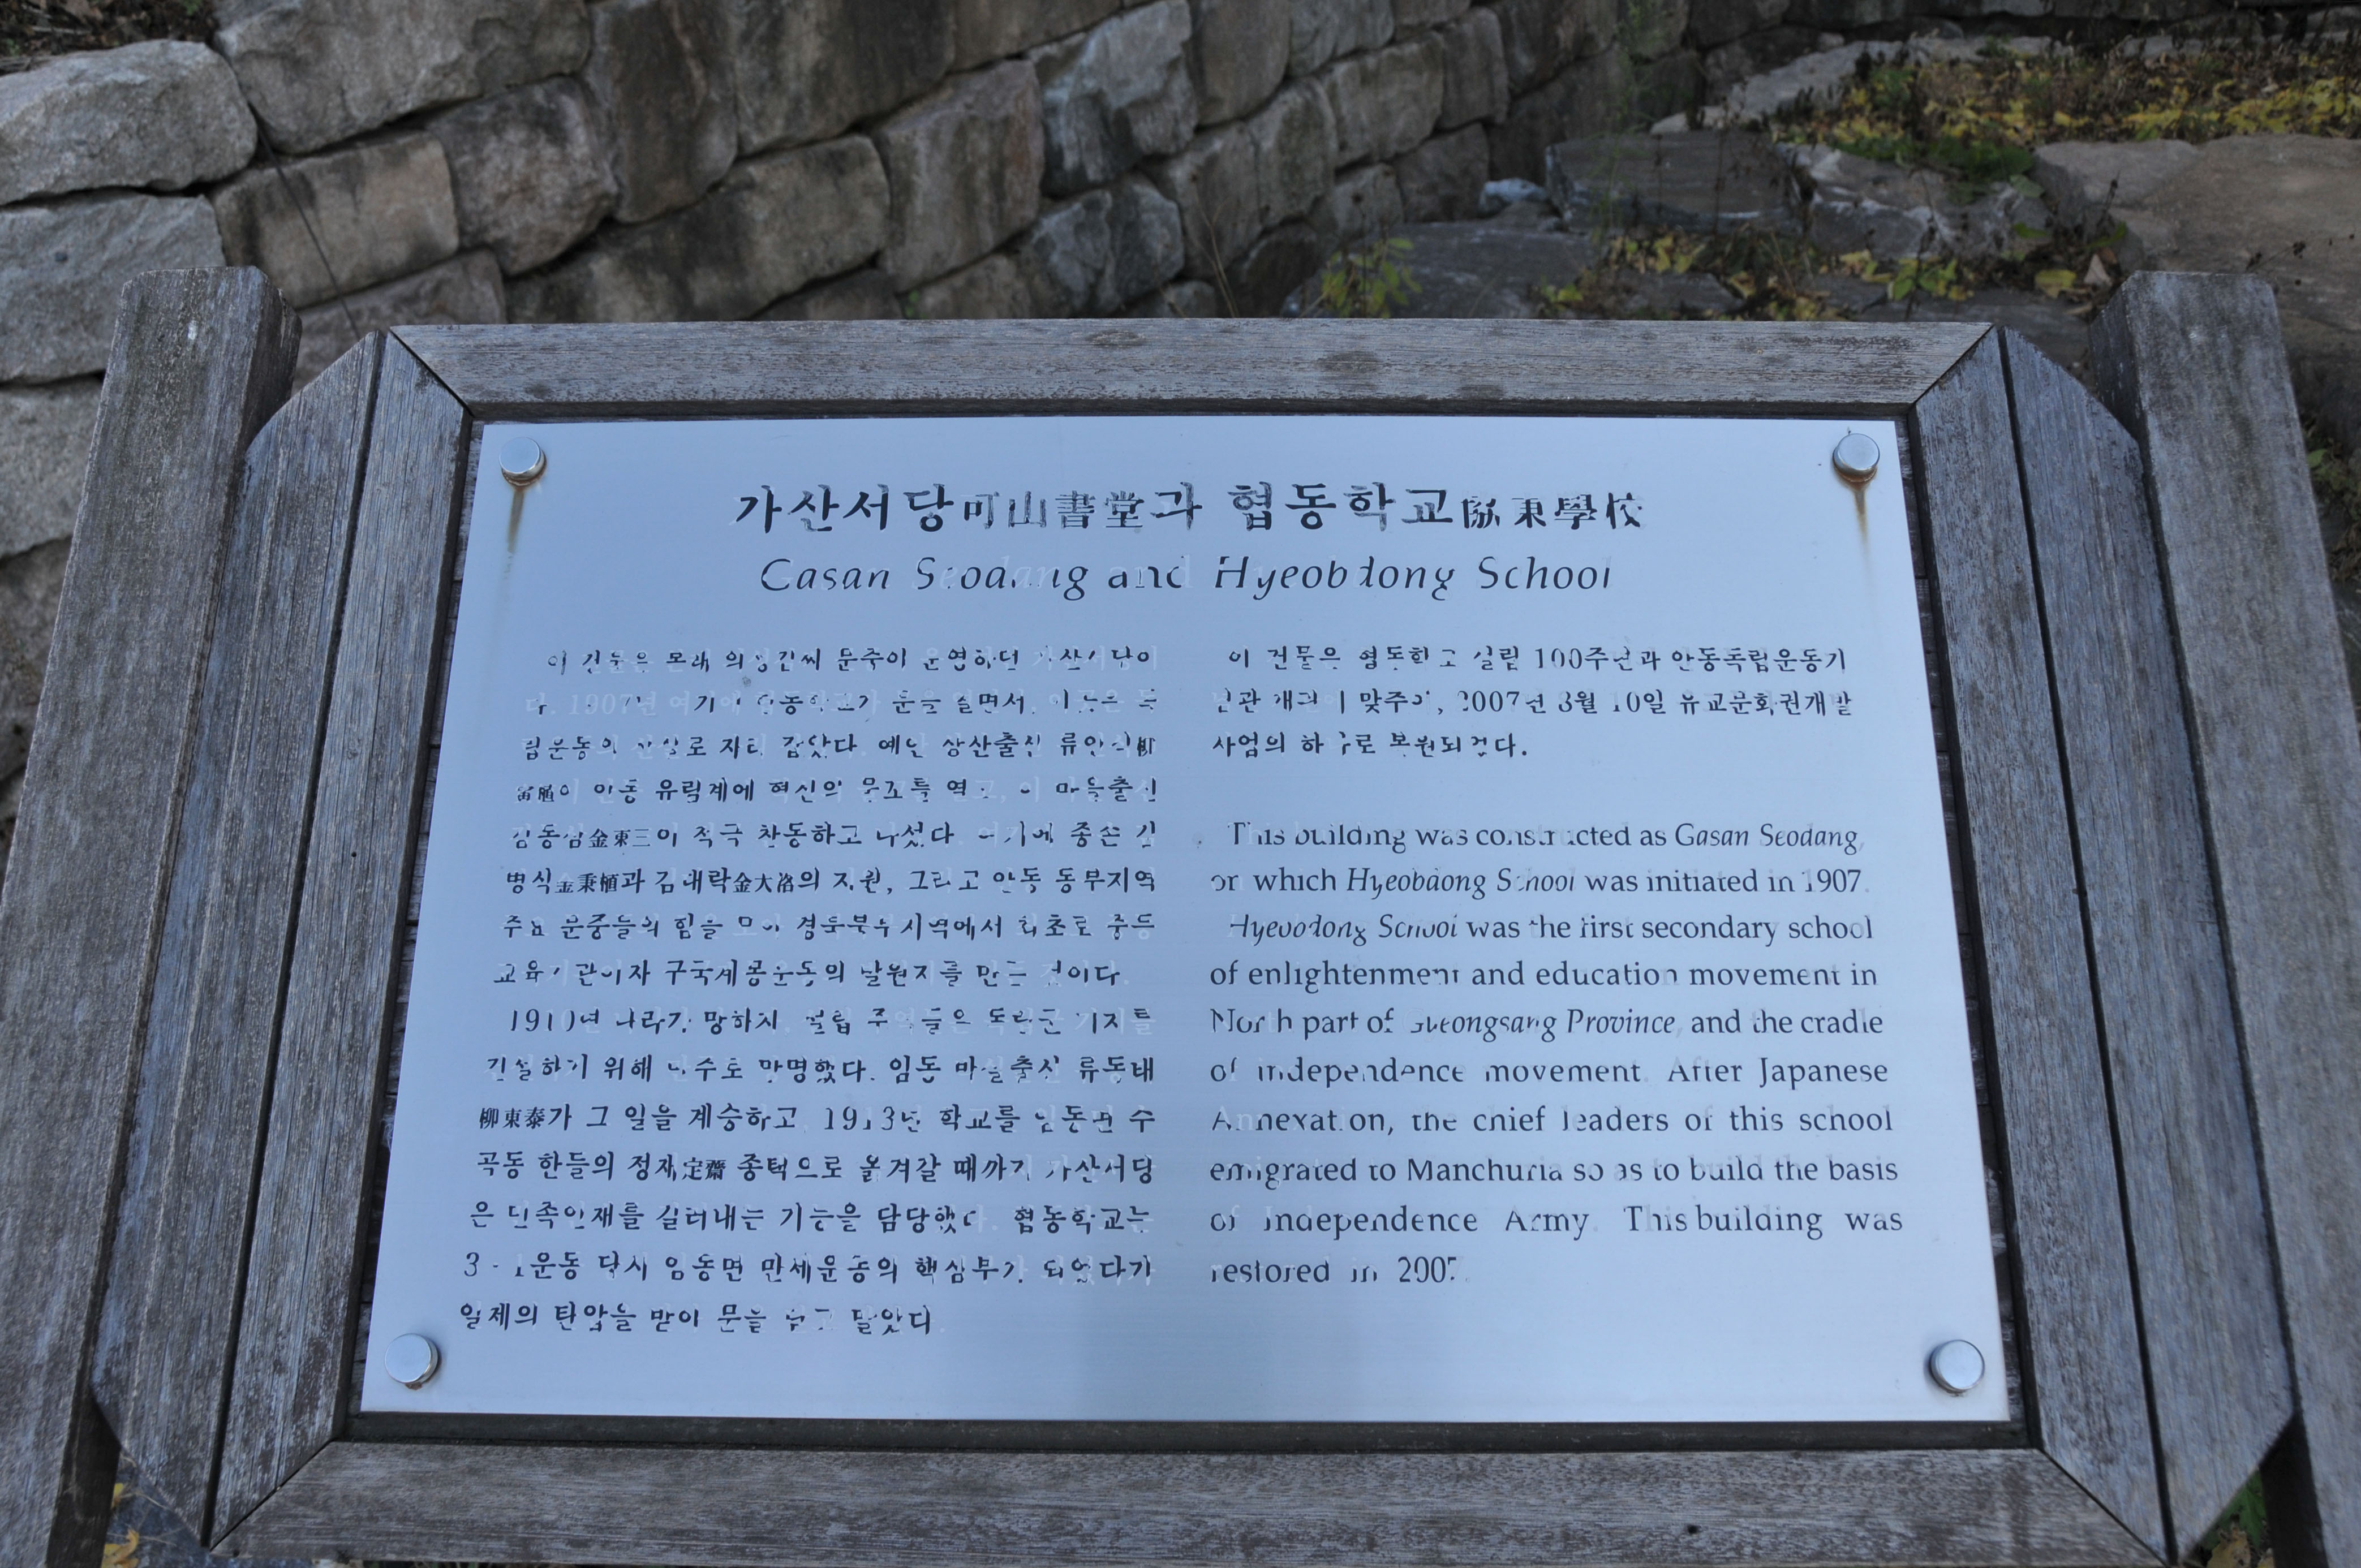 가산서당可山書堂과 협동학교協東學校
Gasan Seodang and Hyeobdong School
이 건물은 본래 의성김씨 문중이 운영하던 가산서당이
다. 1907년 여기에 협동학교가 문을 열면서, 이곳은 독
립운동의 산실로 자리 잡았다. 예안 삼산출신 류인식柳
寅植이 안동 유림계에 혁신의 물꼬를 열고, 이 마을출신
김동삼金東三이 적극 찬동하고 나섰다. 여기에 종손 김
병식金秉植과 김대락金大洛의 지원, 그리고 안동 동부지역
주요 문중들의 힘을 모아 경북북부지역에서 최초로 중등
교육기관이자 구국계몽운동의 발원지를 만든 것이다.
1910년 나라가 망하자, 설립 주역들은 독립군 기지를
건설하기 위해 만주로 망명했다. 임동 마을출신 류동태
柳東泰가 그 일을 계승하고, 1913년 학교를 임동면 수
곡동 한들의 정재定齋 종택으로 옮겨갈 때까지 가산서당
은 민족인재를 길러내는 기능을 담당했다. 협동학교는
3·1운동 당시 임동면 만세운동의 핵심부가 되었다가
일제의 탄압을 받아 문을 닫고 말았다.
이 건물은 협동학교 설립 100주년과 안동독립운동기
념관 개관이 맞추어, 2007년 8월 10일 유교문화권개발
사업의 하나로 복원되었다.
This building was constructed as Gasan Seodang,
on which Hyeobdong School was initiated in 1907.
Hyeobdong School was the first secondary school
of enlightenment and education movement in
North part of Gyeongsang Province, and the cradle
of independence movement. After Japanese
Annexation, the chief leaders of this school
emigrated to Manchuria so as to build the basis
of Independence Army. This building was
restored in 2007.